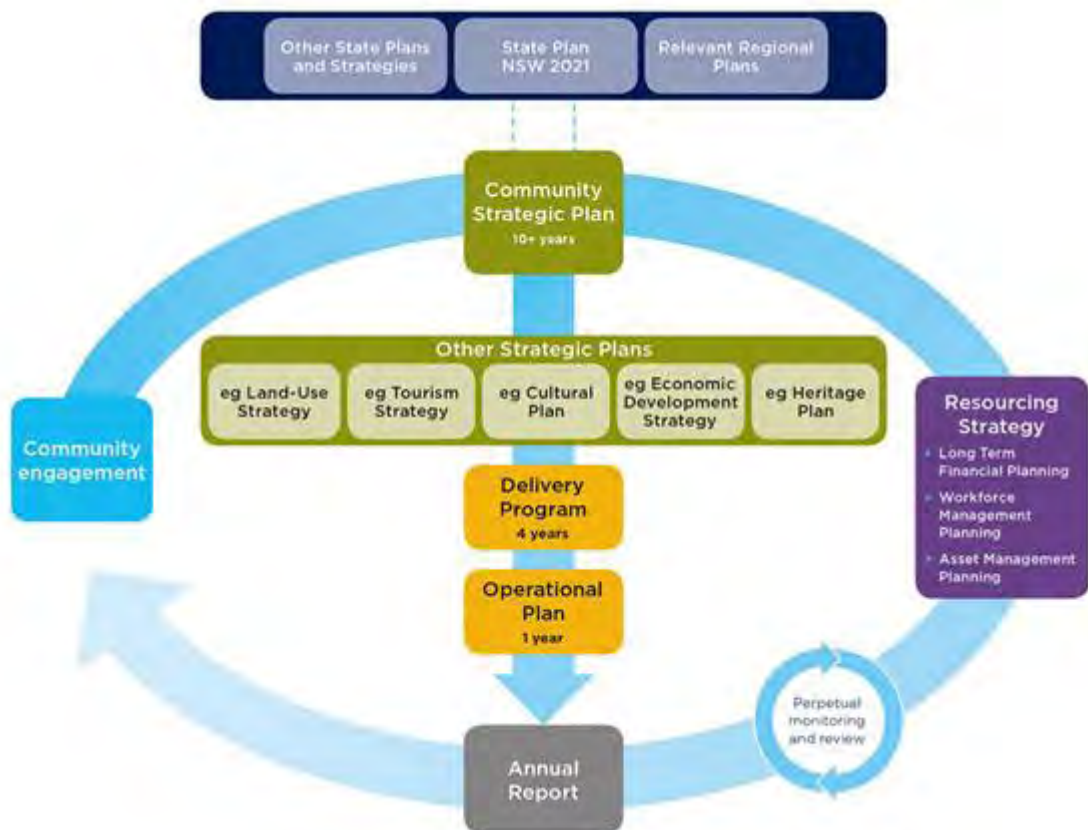 Other State Plans
and Strategies
State Plan
NSW 2021
Relevant Regional
Plans
Community
Strategic Plan
10+ years
Other Strategic Plans
eg Land-Use
Strategy
eg Tourism
Strategy
eg Cultural
Plan
eg Economic
Development
Strategy
eg Heritage
Plan
Community
engagement
Resourcing
Strategy
Long Term
Financial Planning
Workforce
Management
Planning
Asset Management
Planning
Delivery
Program
4 years
Operational
Plan
1 year
Perpetual
monitoring
and review
Annual
Report